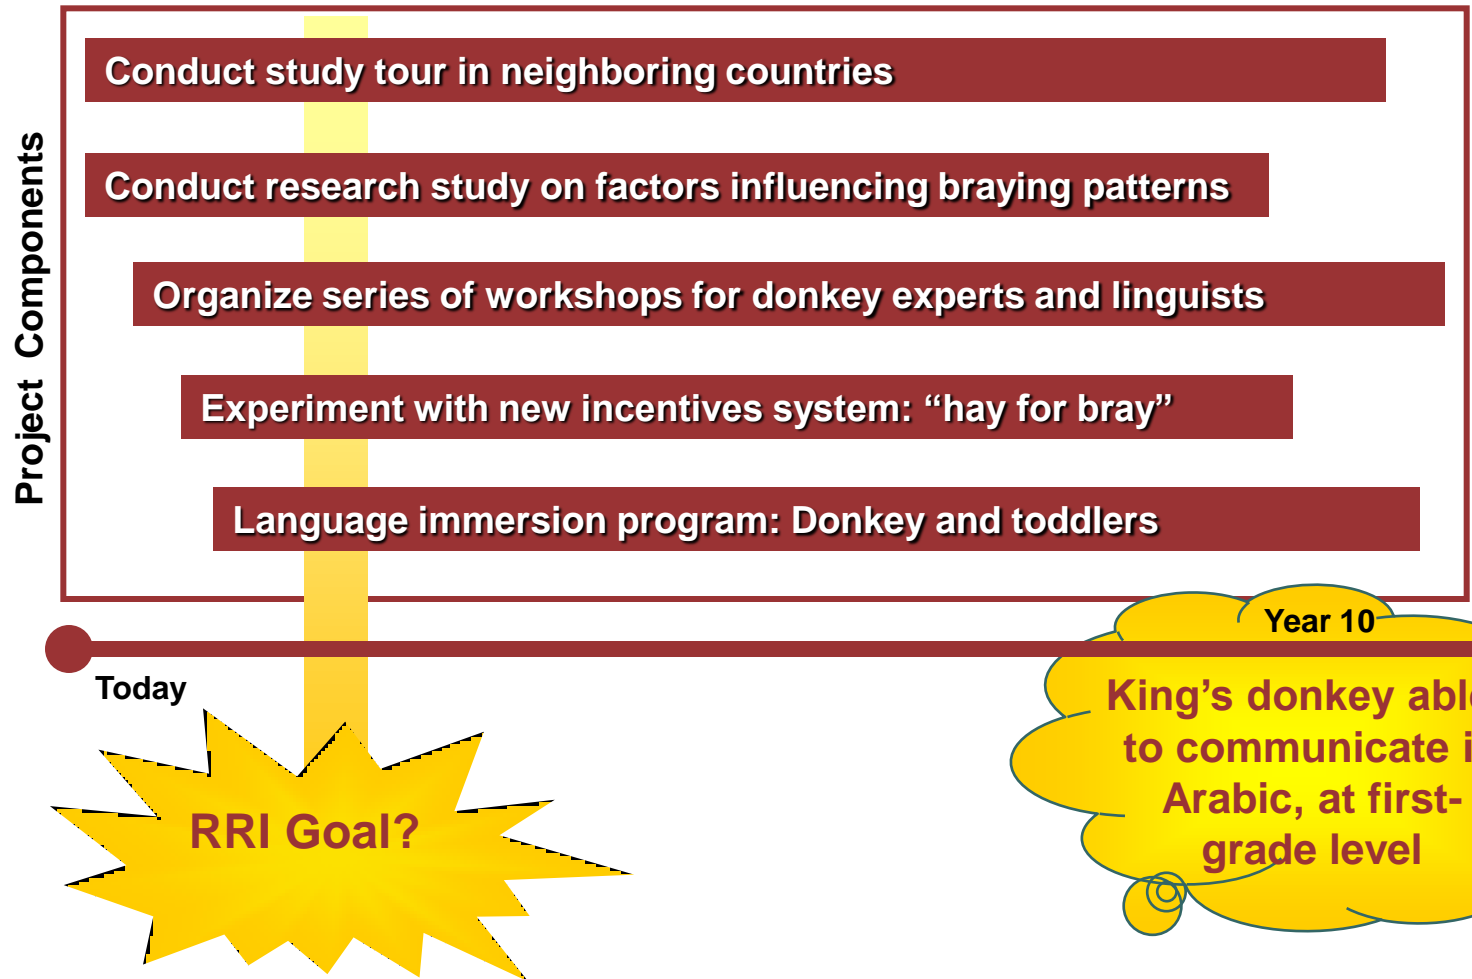 Project Components
Conduct study tour in neighboring countries
Conduct research study on factors influencing braying patterns
Organize series of workshops for donkey experts and linguists
Experiment with new incentives system: “hay for bray”
Language immersion program: Donkey and toddlers
Year 10
Today
King’s donkey able
to communicate i
Arabic, at first-
grade level
RRI Goal?